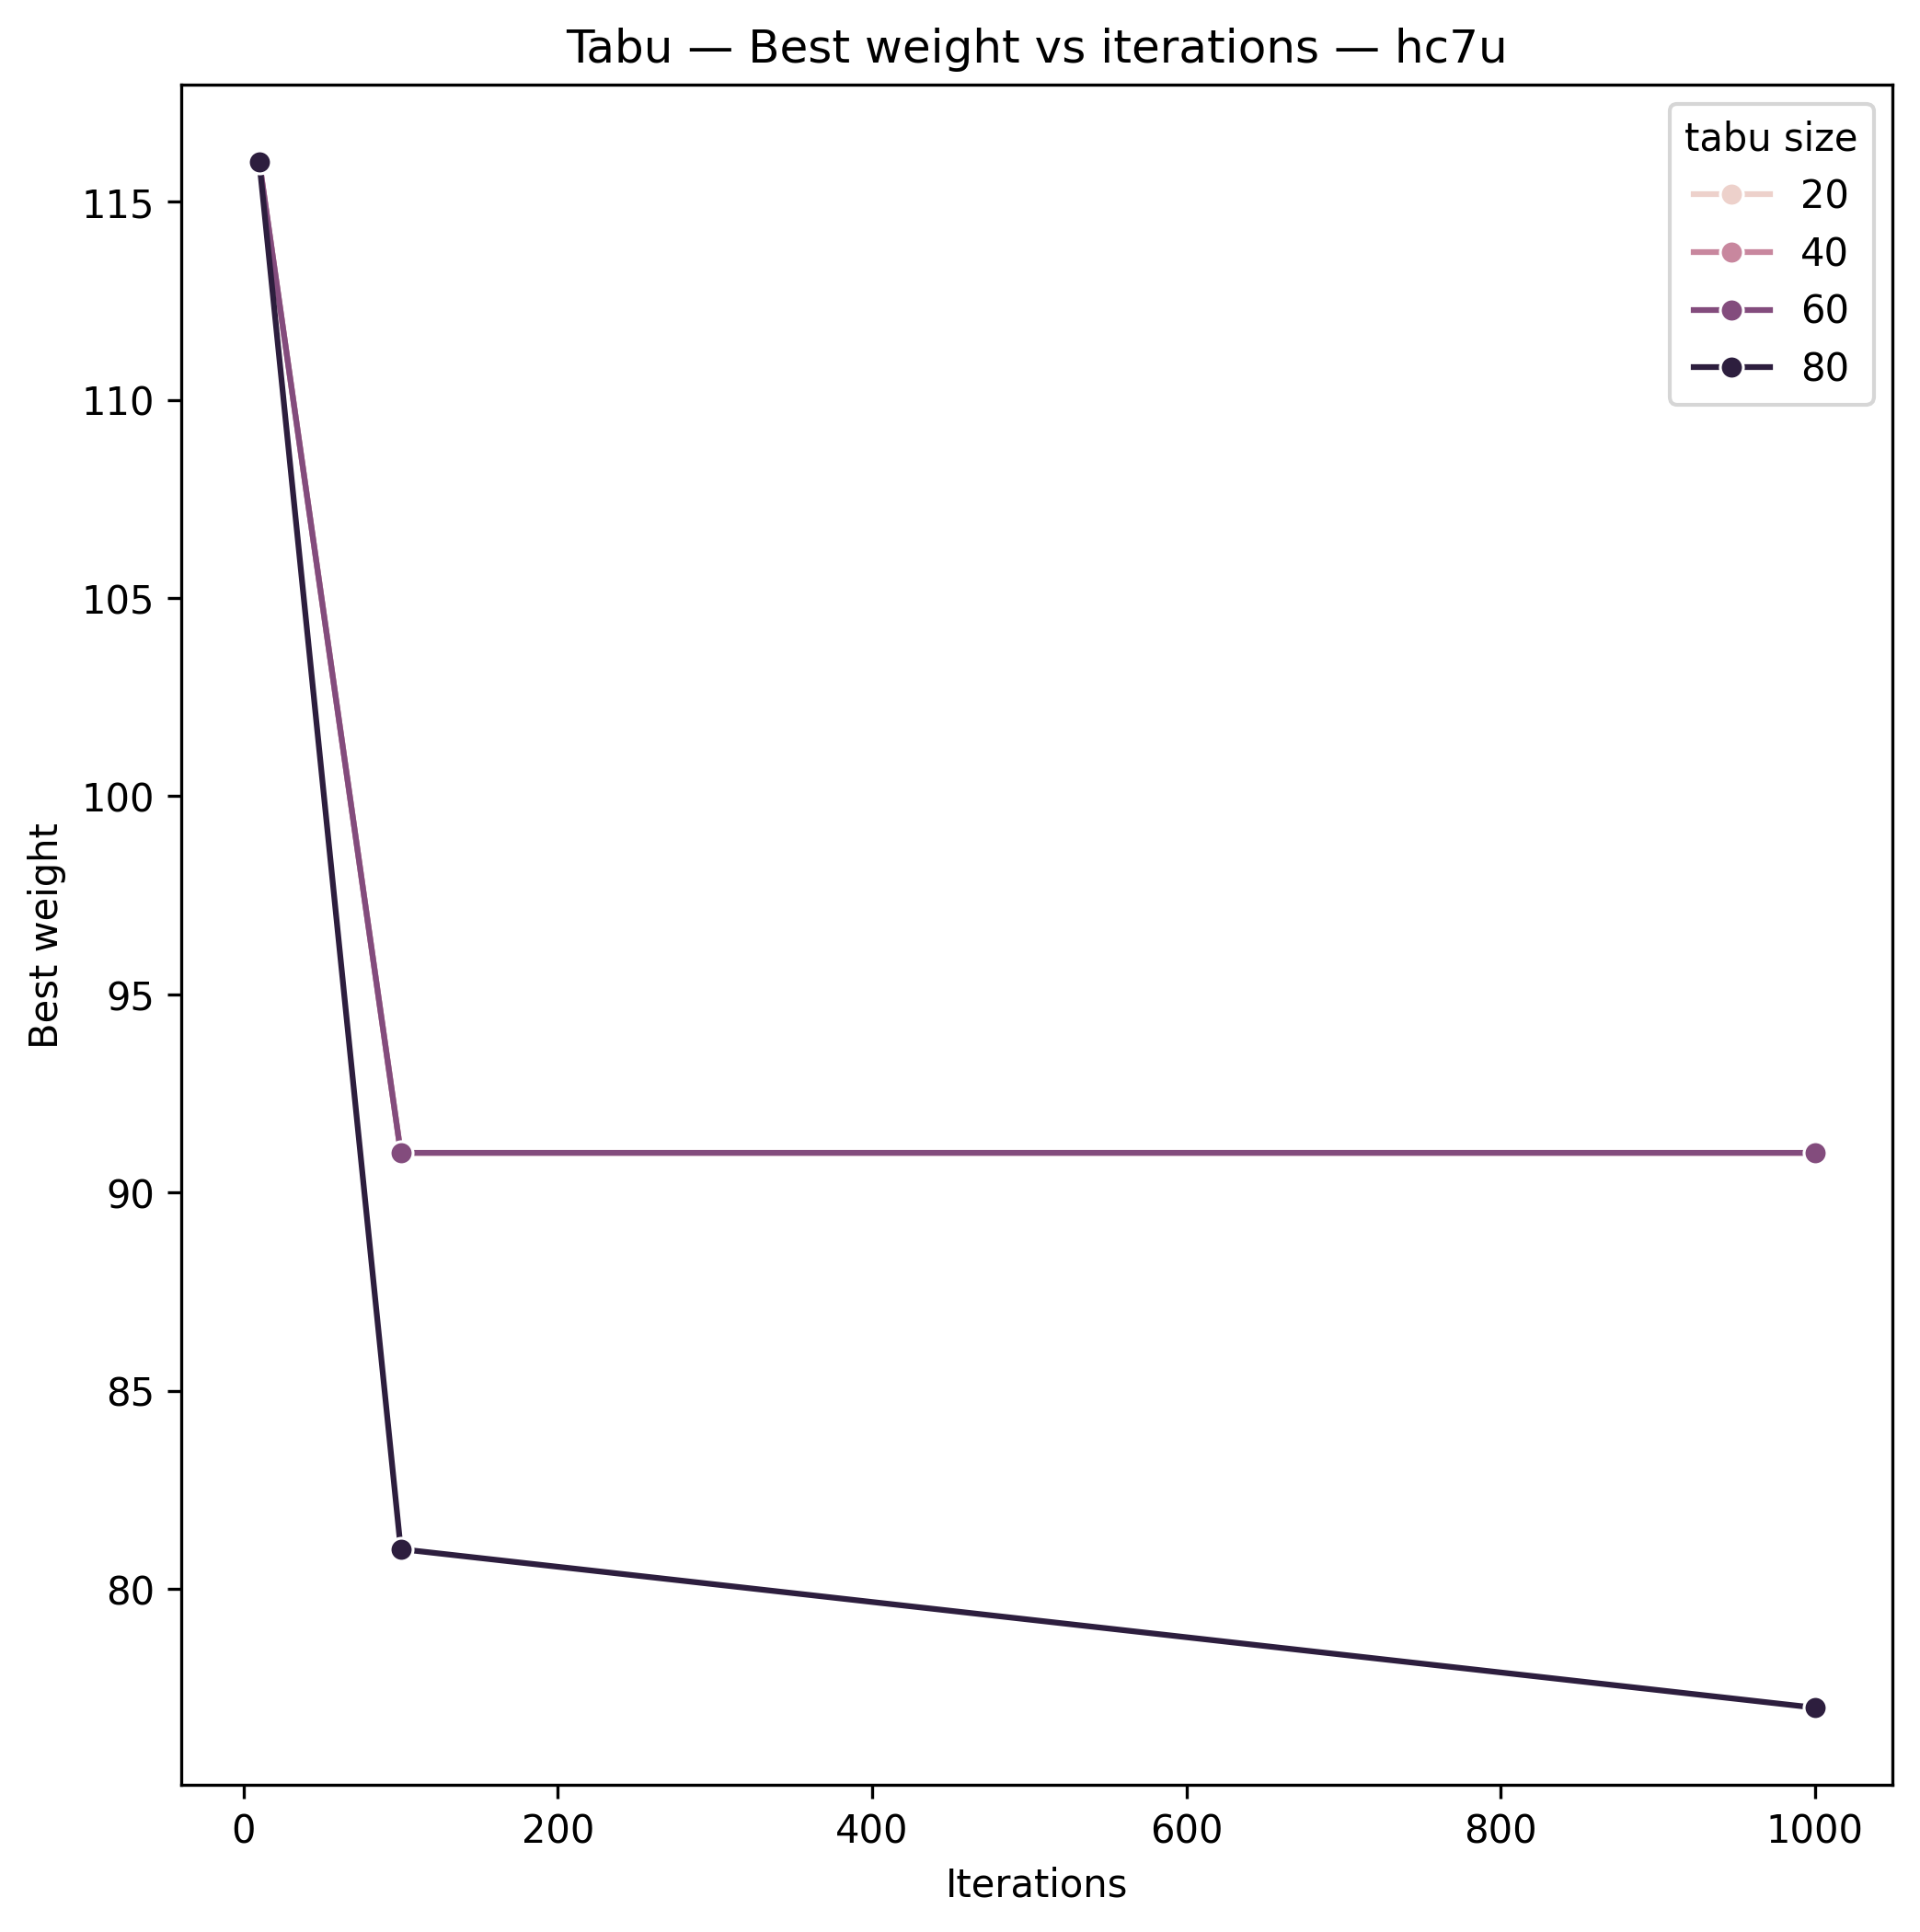 Tabu — Best weight vs iterations — hc7u
tabu size
20
40
60
80
115
110
105
100
95
90
85
80
Best weight
0 200 400 600 800 1000
Iterations